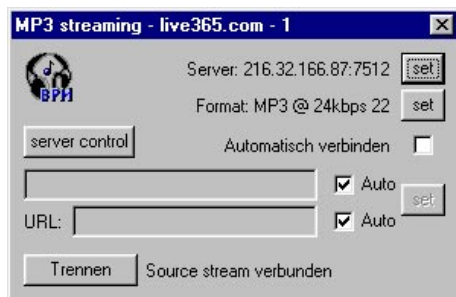 MP3 streaming - live365.com - 1
BPM
Server: 216.32.166.87:7512 set
Format: MP3 @ 24kbps 22 set
server control Automatisch verbinden
Auto
set
URL: Auto
Trennen Source stream verbunden